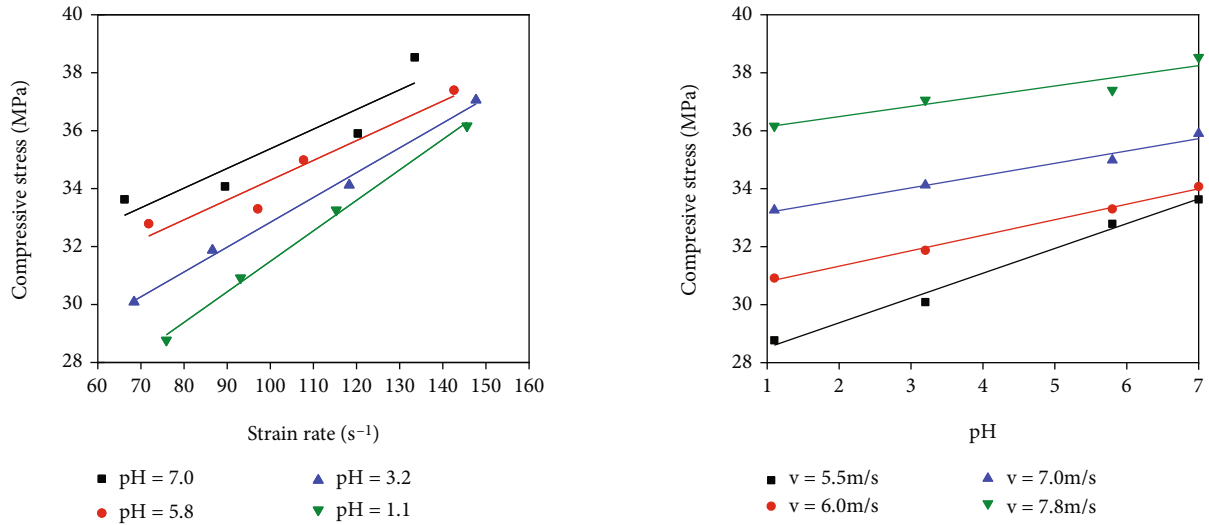 40
38
36
34
32
30
28
Compressive stress (MPa)
60 70 80 90 100 110 120 130 140 150 160
Strain rate (s⁻¹)
pH = 7.0
pH = 5.8
pH = 3.2
pH = 1.1
40
38
36
34
32
30
28
Comprensive stress (MPa)
1 2 3 4 5 6 7
pH
v = 5.5m/s
v = 6.0m/s
v = 7.0m/s
v = 7.8m/s